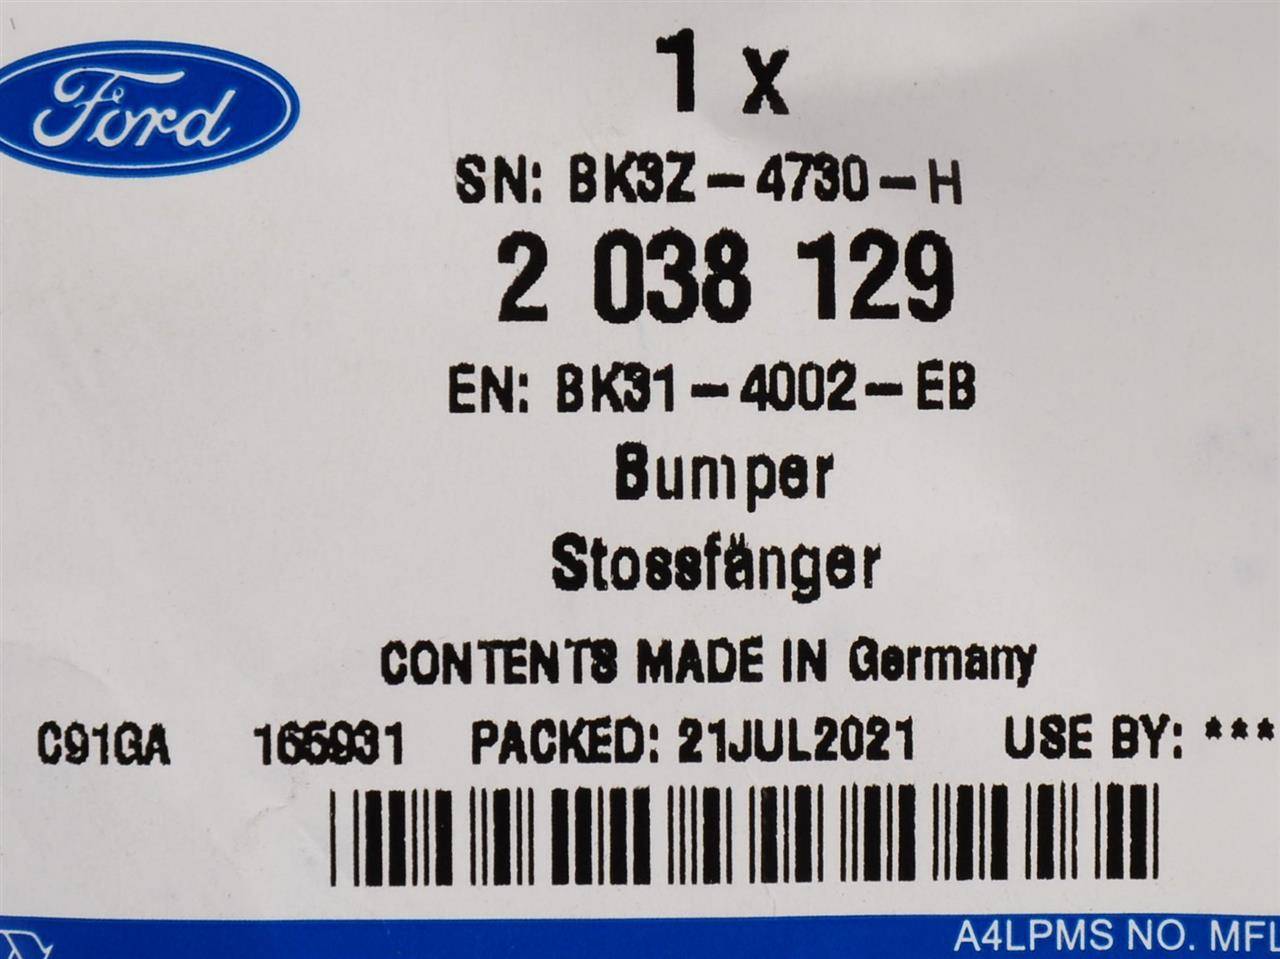 Ford
1 x
SN: BK3Z-4730-H
2 038 129
EN: BK31-4002-EB
Bumper
Stossfänger
CONTENTS MADE IN Germany
C91GA 165931 PACKED: 21JUL2021 USE BY: ***
A4LPMS NO. MFL